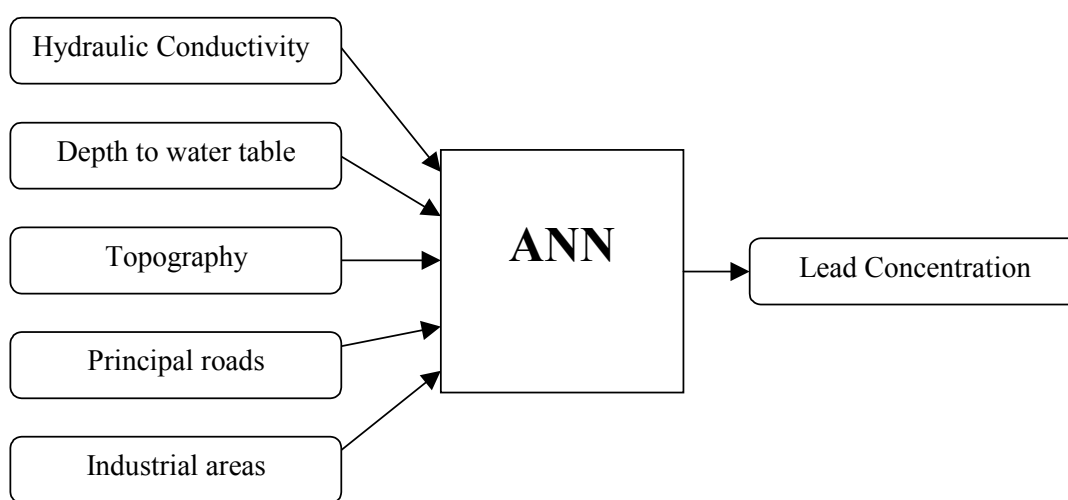 Hydraulic Conductivity
Depth to water table
Topography
Principal roads
Industrial areas
ANN
Lead Concentration